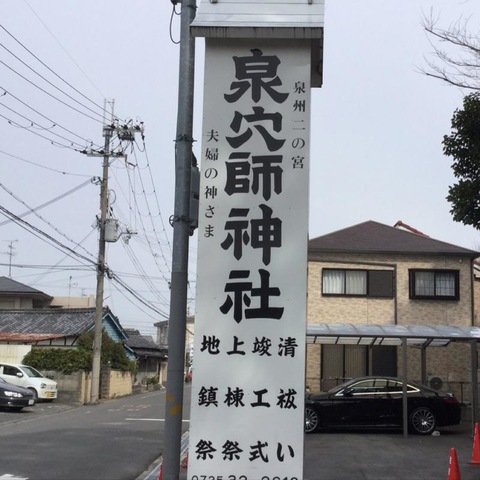 泉州二の宮
泉穴師神社
夫婦の神さま
清祓い
竣工式
上棟祭
地鎮祭